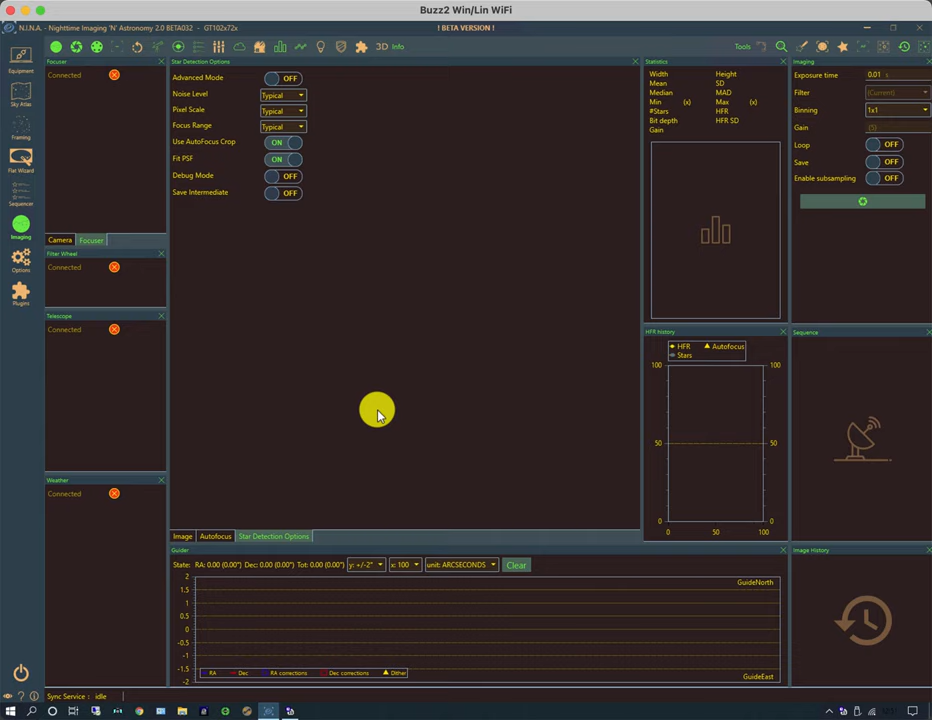 Buzz2 Win/Lin WiFi
N.I.N.A. - Nighttime Imaging 'N' Astronomy 2.0 BETA032 - GT102x72x
! BETA VERSION !
3D Info
Tools
Equipment
Sky Atlas
Framing
Flat Wizard
Sequencer
Imaging
Options
Plugins
Focuser
Connected
Camera Focuser
Filter Wheel
Connected
Telescope
Connected
Weather
Connected
Star Detection Options
Advanced Mode OFF
Noise Level Typical
Pixel Scale Typical
Focus Range Typical
Use AutoFocus Crop ON
Fit PSF ON
Debug Mode OFF
Save Intermediate OFF
Image Autofocus Star Detection Options
Statistics
Width Height
Mean SD
Median MAD
Min (x) Max (x)
#Stars HFR
Bit depth HFR SD
Gain
HFR history
HFR Autofocus
Stars
100 100
50 50
0 0
0 50 100
Imaging
Exposure time 0.01 s
Filter (Current)
Binning 1x1
Gain (5)
Loop OFF
Save OFF
Enable subsampling OFF
Sequence
Image History
Guider
State: RA: 0.00 (0.00") Dec: 0.00 (0.00") Tot: 0.00 (0.00") y: +/-2" x: 100 unit: ARCSECONDS Clear
2
1.5
1
0.5
0
-0.5
-1
-1.5
-2
GuideNorth
GuideEast
RA Dec RA corrections Dec corrections Dither
Sync Service : idle